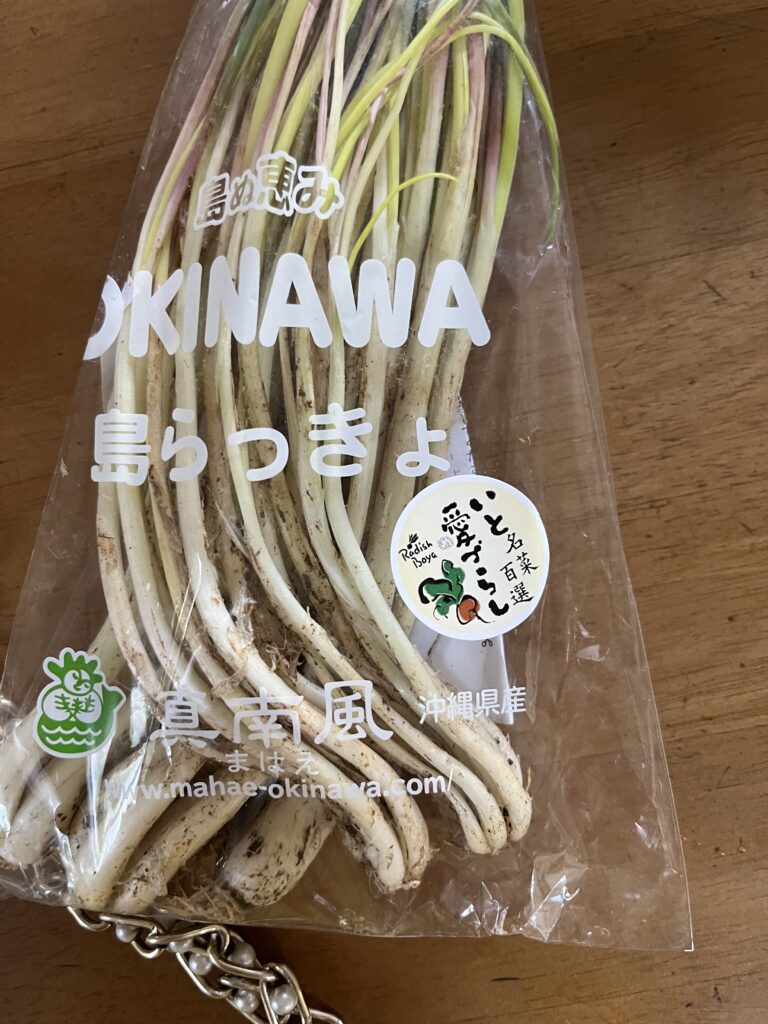 島ぬ恵み
OKINAWA
島らっきょ
いと
愛づらし
名菜
百選
Radish
Boya
真南風
まはえ
沖縄県産
www.mahae-okinawa.com/